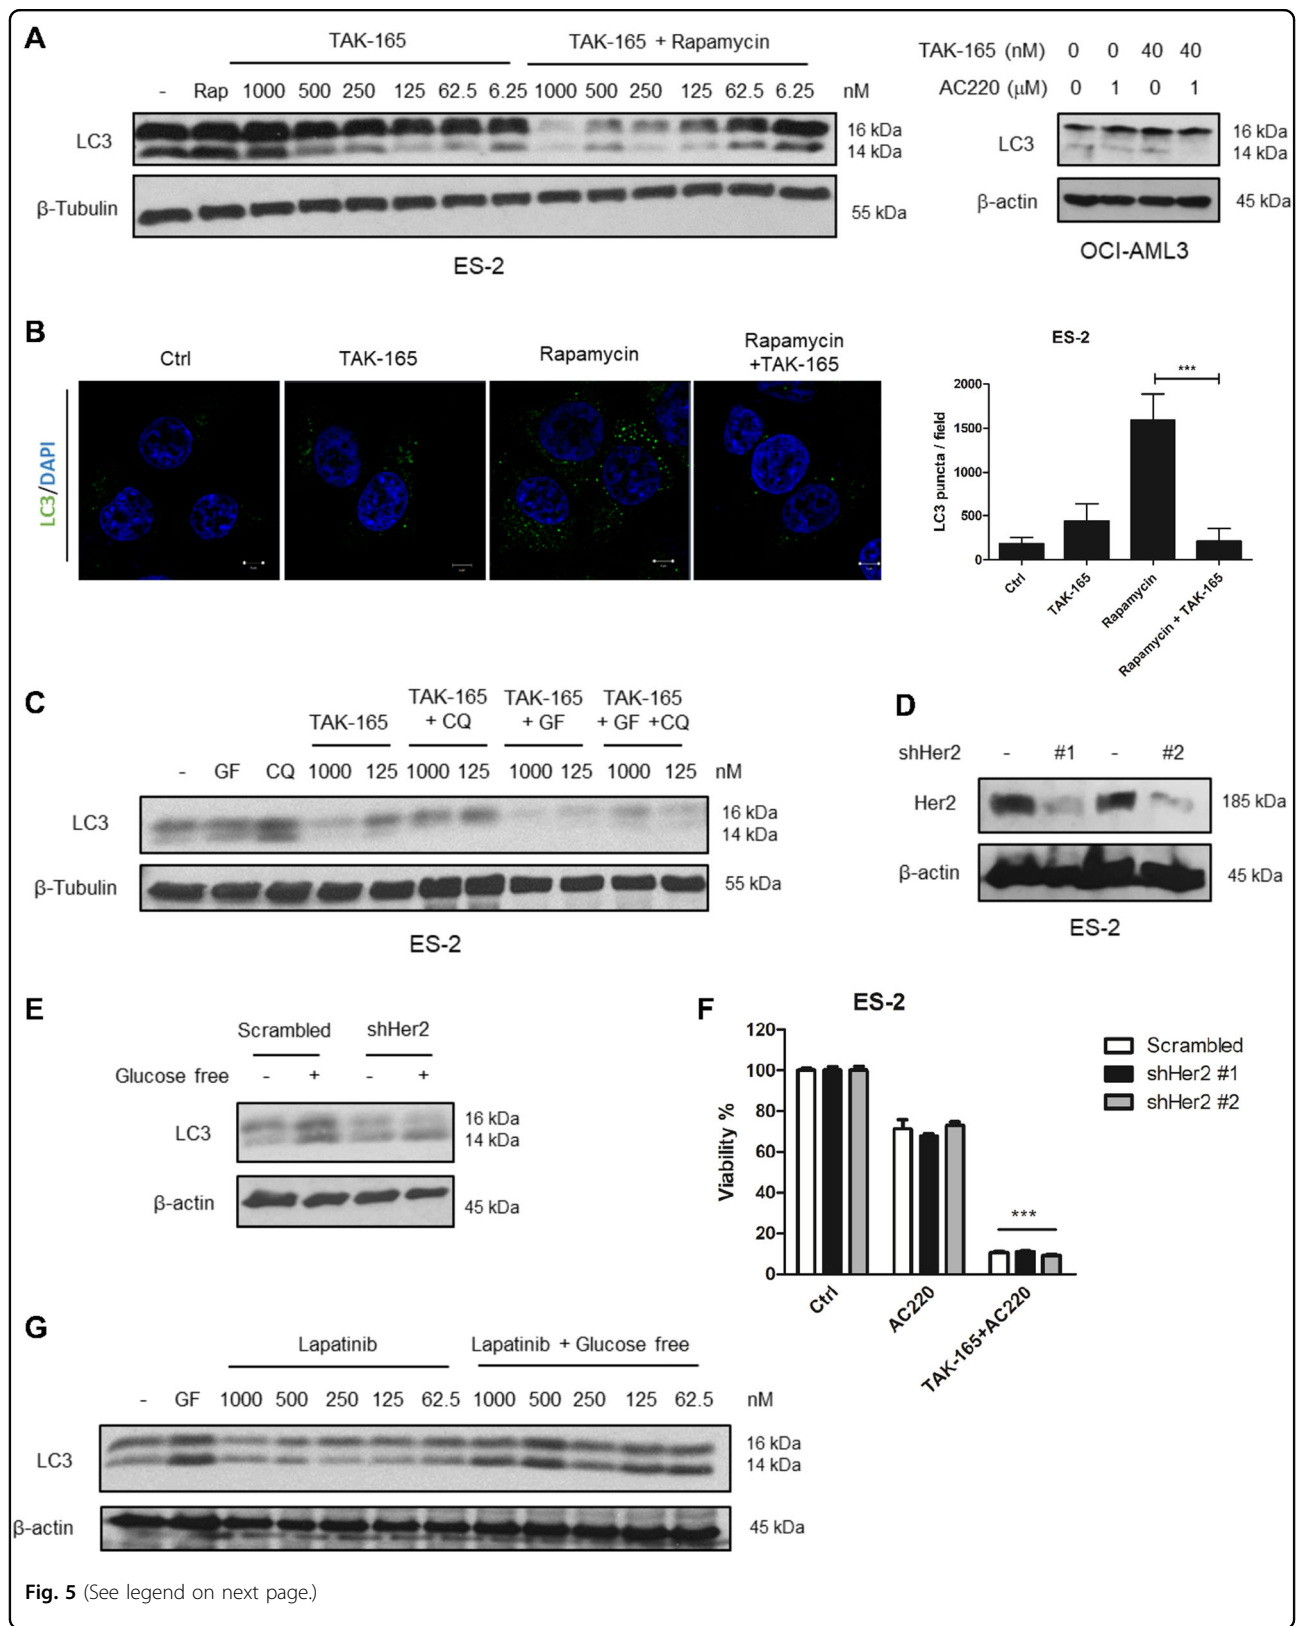 A
TAK-165
TAK-165 + Rapamycin
- Rap 1000 500 250 125 62.5 6.25 1000 500 250 125 62.5 6.25 nM
LC3
16 kDa
14 kDa
β-Tubulin
55 kDa
ES-2
TAK-165 (nM) 0 0 40 40
AC220 (μM) 0 1 0 1
LC3
16 kDa
14 kDa
β-actin
45 kDa
OCI-AML3
B
LC3/DAPI
Ctrl
TAK-165
Rapamycin
Rapamycin
+TAK-165
ES-2
LC3 puncta / field
2000
1500
1000
500
0
***
Ctrl
TAK-165
Rapamycin
Rapamycin + TAK-165
C
TAK-165
TAK-165
+ CQ
TAK-165
+ GF
TAK-165
+ GF +CQ
- GF CQ 1000 125 1000 125 1000 125 1000 125 nM
LC3
16 kDa
14 kDa
β-Tubulin
55 kDa
ES-2
D
shHer2 - #1 - #2
Her2
185 kDa
β-actin
45 kDa
ES-2
E
Scrambled
shHer2
Glucose free - + - +
LC3
16 kDa
14 kDa
β-actin
45 kDa
F
ES-2
Viability %
120
100
80
60
40
20
0
***
Ctrl
AC220
TAK-165+AC220
Scrambled
shHer2 #1
shHer2 #2
G
Lapatinib
Lapatinib + Glucose free
- GF 1000 500 250 125 62.5 1000 500 250 125 62.5 nM
LC3
16 kDa
14 kDa
β-actin
45 kDa
Fig. 5 (See legend on next page.)